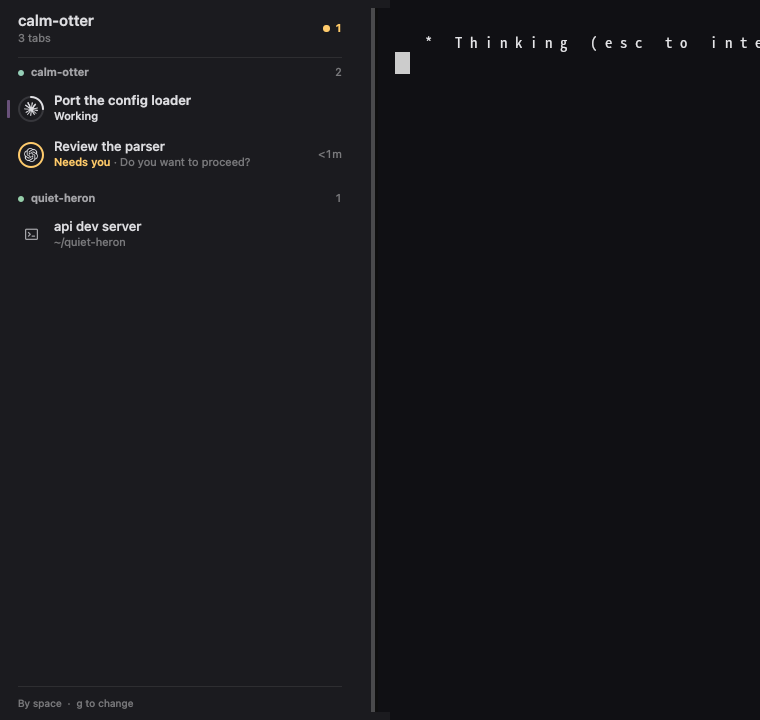 calm-otter
1
3 tabs
calm-otter 2
Port the config loader
Working
Review the parser
Needs you · Do you want to proceed? <1m
quiet-heron 1
api dev server
~/quiet-heron
By space · g to change
* Thinking (esc to inte